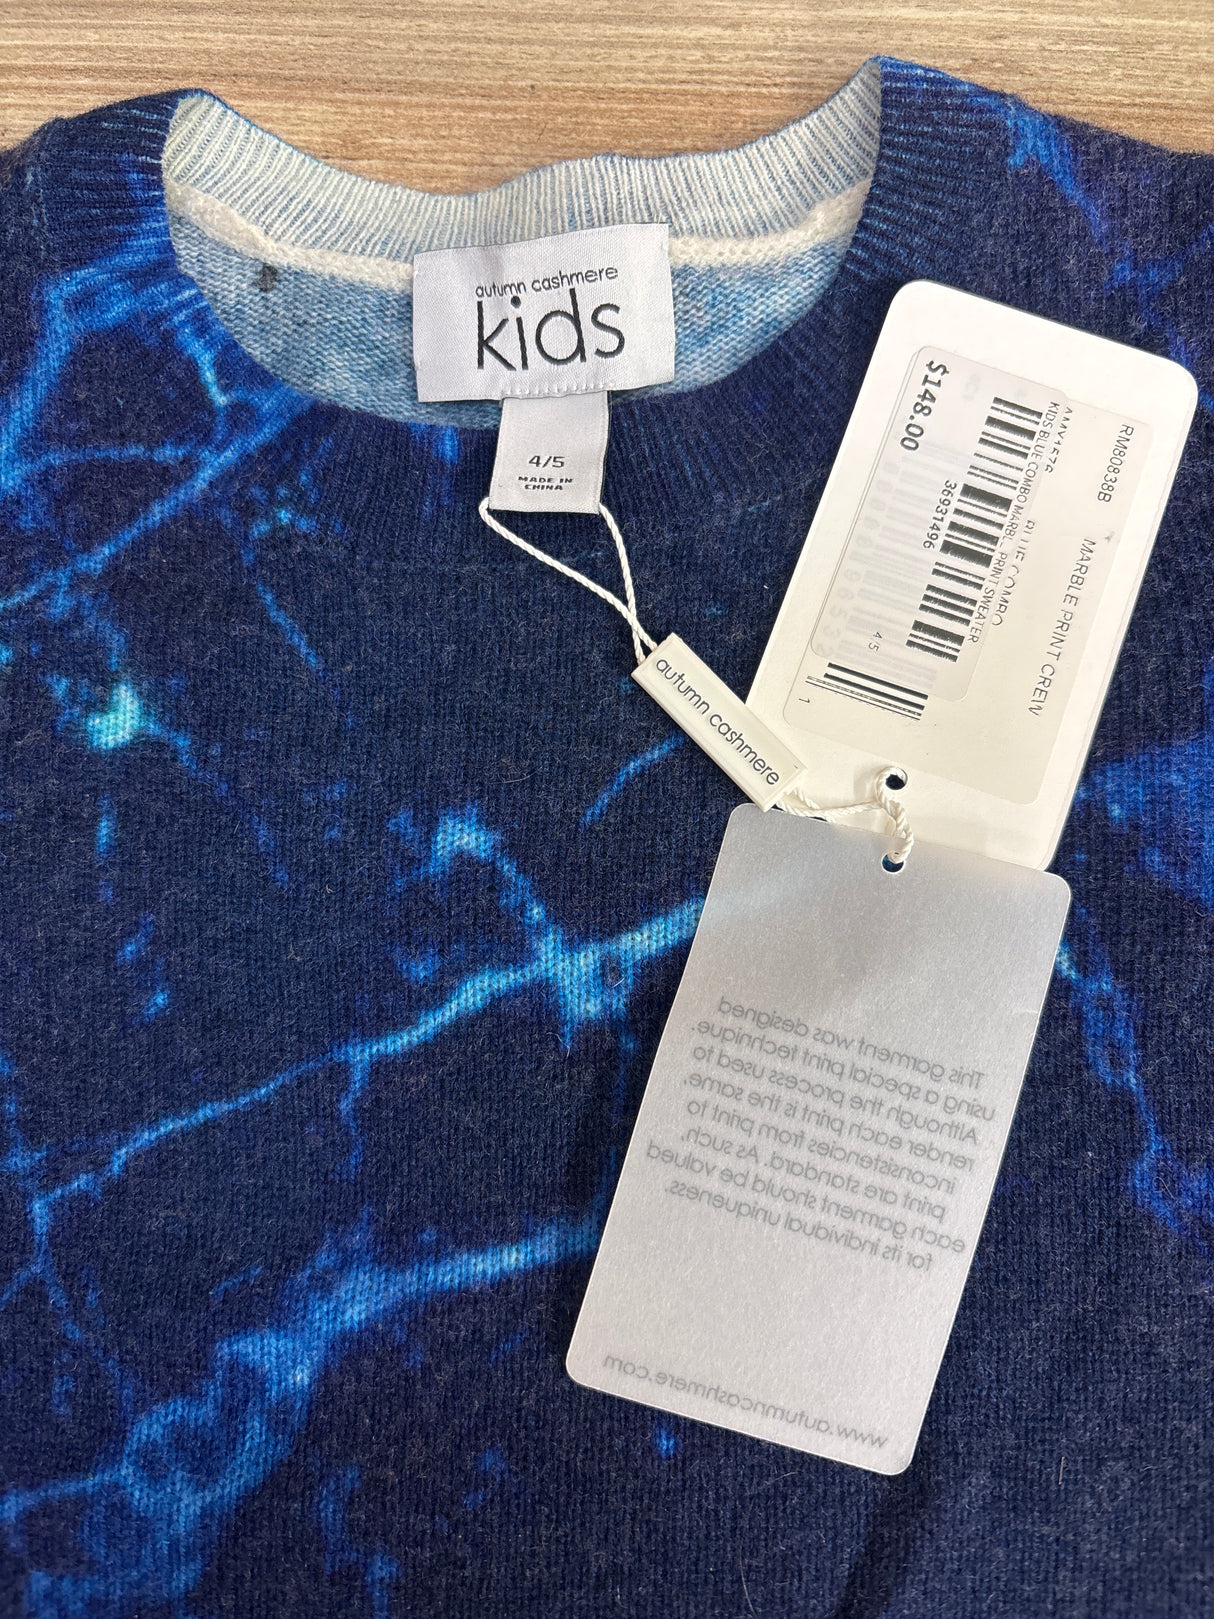 autumn cashmere
kids
4/5
MADE IN
CHINA
autumn cashmere
RM80838B
MARBLE PRINT CREW
BLUE COMBO
KIDS BLUE COMBO MARBL PRINT SWEATER
36931496
$148.00
4/5
1
This garment was designed
using a special print technique.
Although the process used to
render each print is the same,
inconsistencies from print to
print are standard. As such,
each garment should be valued
for its individual uniqueness.
www.autumncashmere.com